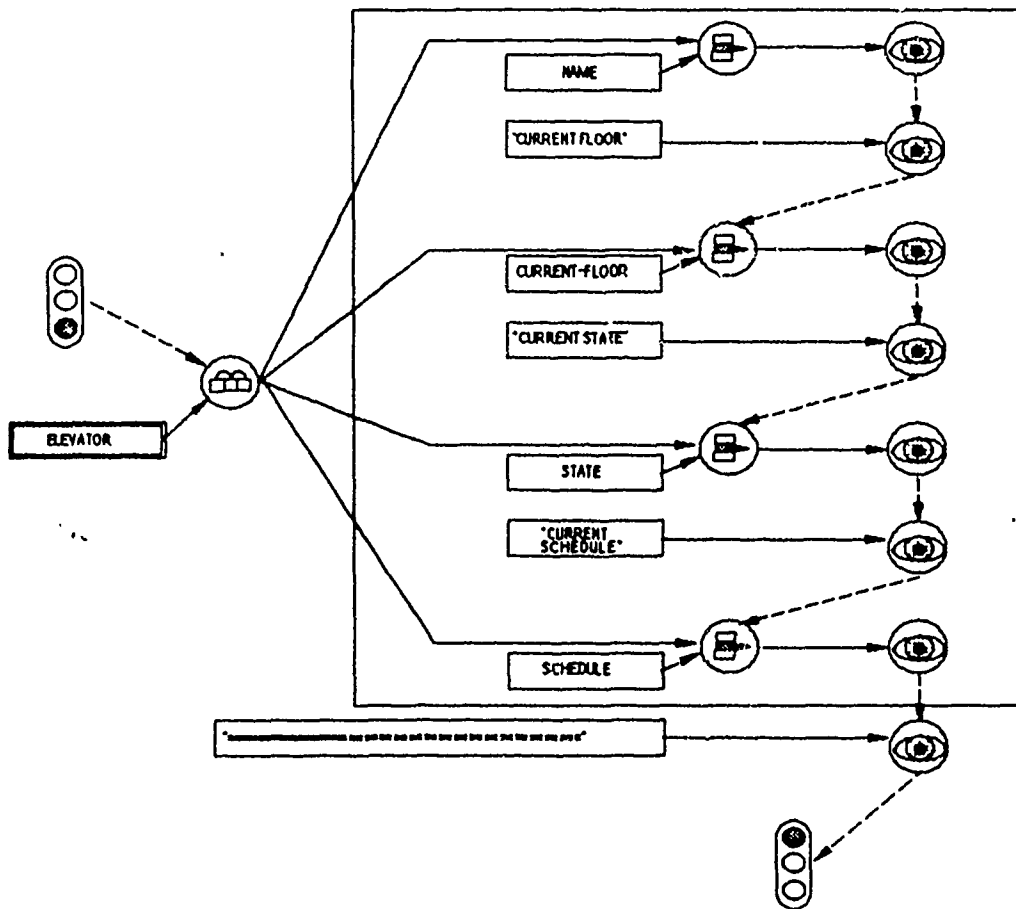 NAME
"CURRENT FLOOR"
CURRENT-FLOOR
"CURRENT STATE"
ELEVATOR
STATE
"CURRENT
SCHEDULE"
SCHEDULE